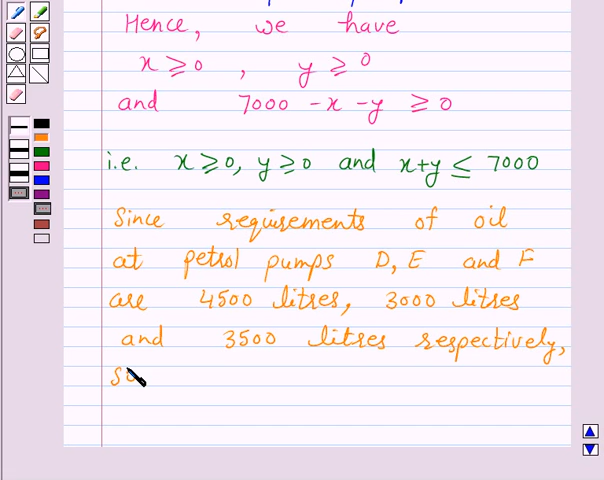 Hence, we have
x ≥ 0 , y ≥ 0
and 7000 -x -y ≥ 0
i.e. x ≥ 0, y ≥ 0 and x+y ≤ 7000
Since requirements of oil
at petrol pumps D, E and F
are 4500 litres, 3000 litres
and 3500 litres respectively,